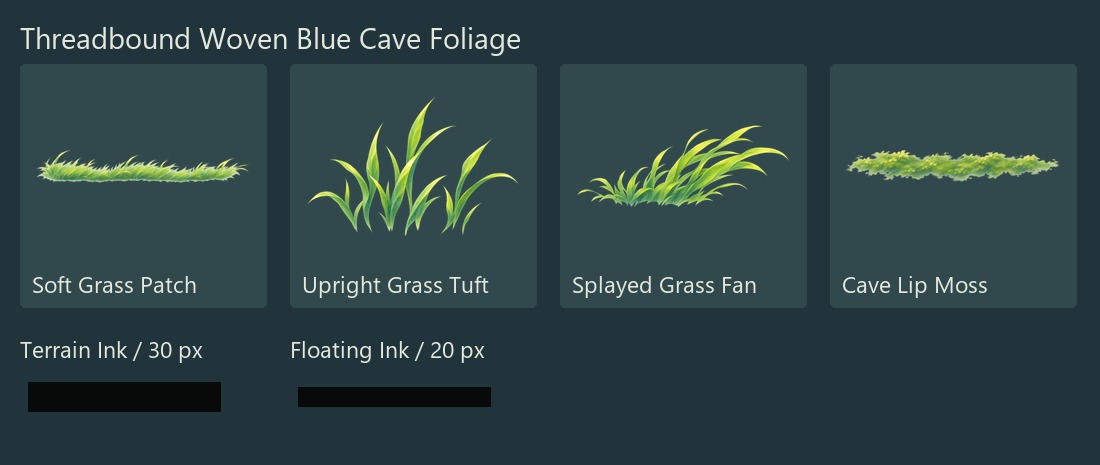 Threadbound Woven Blue Cave Foliage
Soft Grass Patch
Upright Grass Tuft
Splayed Grass Fan
Cave Lip Moss
Terrain Ink / 30 px
Floating Ink / 20 px